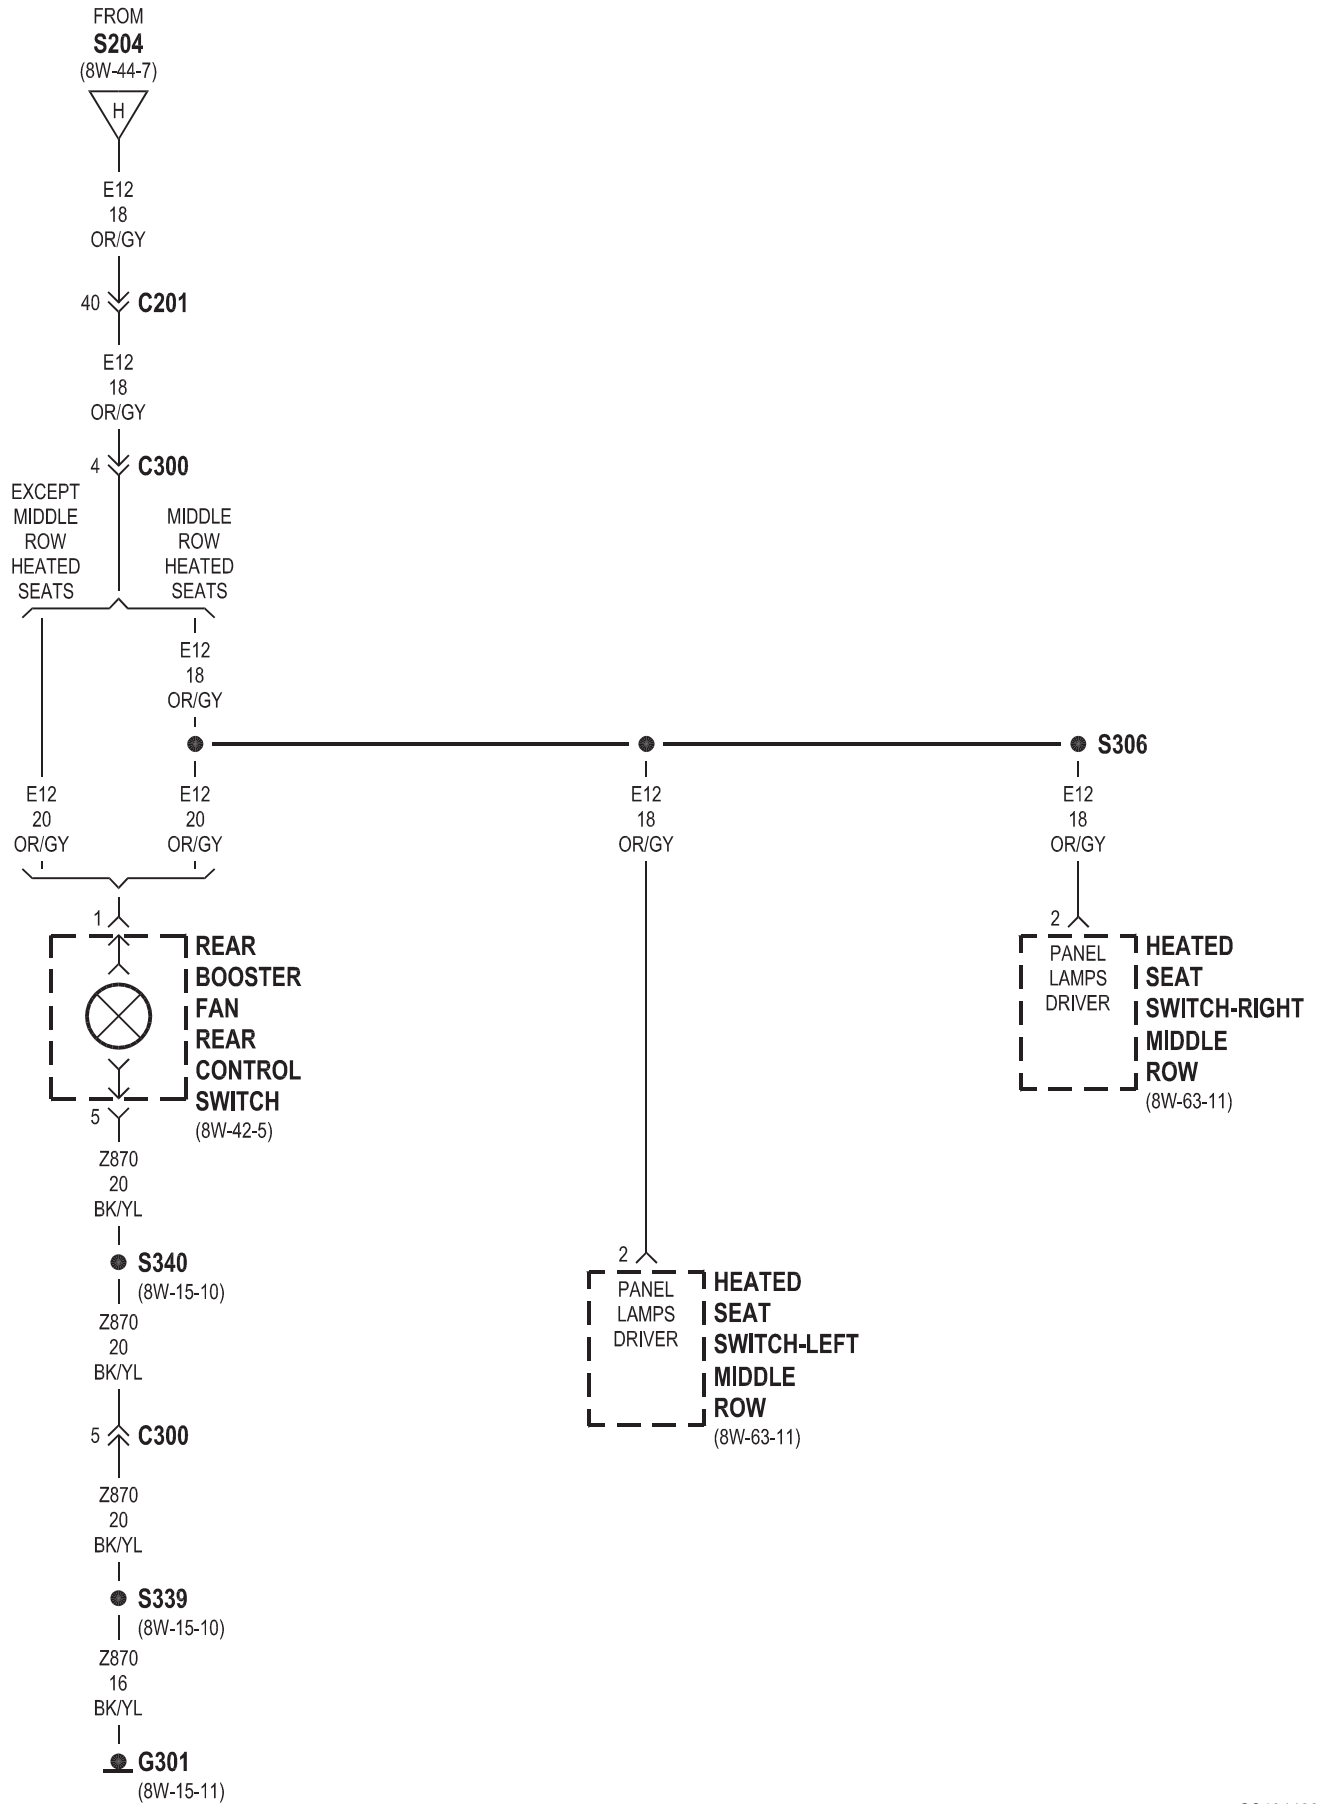 FROM
S204
(8W-44-7)
H
E12
18
OR/GY
40
C201
E12
18
OR/GY
4
C300
EXCEPT
MIDDLE
ROW
HEATED
SEATS
MIDDLE
ROW
HEATED
SEATS
E12
18
OR/GY
S306
E12
20
OR/GY
E12
20
OR/GY
E12
18
OR/GY
E12
18
OR/GY
1
REAR
BOOSTER
FAN
REAR
CONTROL
SWITCH
(8W-42-5)
2
PANEL
LAMPS
DRIVER
HEATED
SEAT
SWITCH-RIGHT
MIDDLE
ROW
(8W-63-11)
5
Z870
20
BK/YL
S340
(8W-15-10)
2
PANEL
LAMPS
DRIVER
HEATED
SEAT
SWITCH-LEFT
MIDDLE
ROW
(8W-63-11)
Z870
20
BK/YL
5
C300
Z870
20
BK/YL
S339
(8W-15-10)
Z870
16
BK/YL
G301
(8W-15-11)